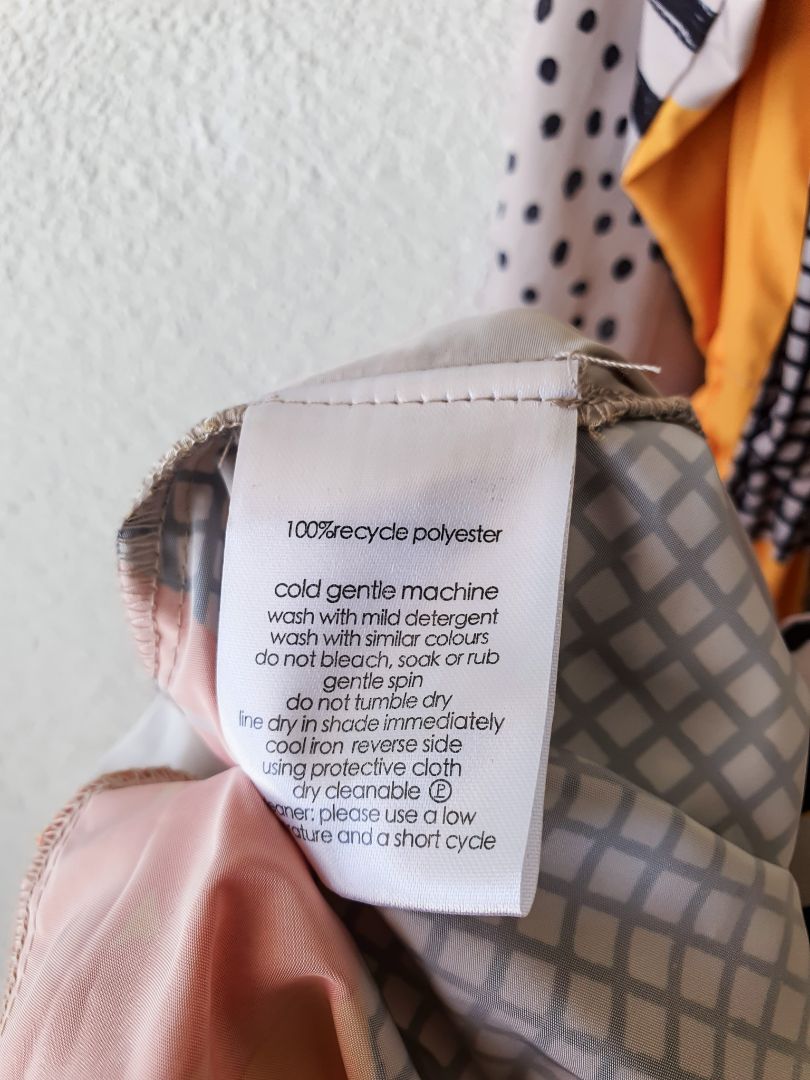 100%recycle polyester
cold gentle machine
wash with mild detergent
wash with similar colours
do not bleach, soak or rub
gentle spin
do not tumble dry
line dry in shade immediately
cool iron reverse side
using protective cloth
dry cleanable Ⓟ
please use a low
and a short cycle